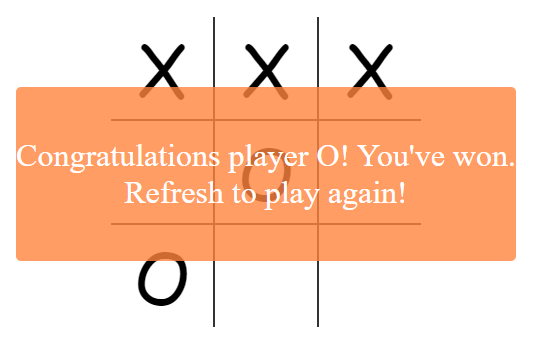 X X X
Congratulations player O! You've won.
O
Refresh to play again!
O